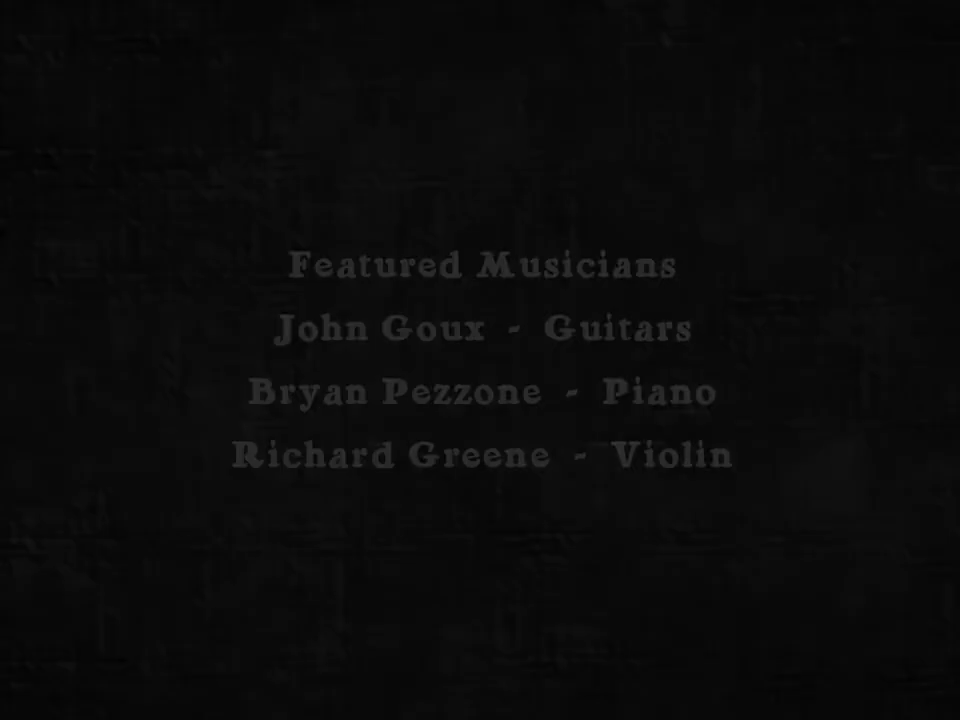 Featured Musicians
John Goux - Guitars
Bryan Pezzone - Piano
Richard Greene - Violin